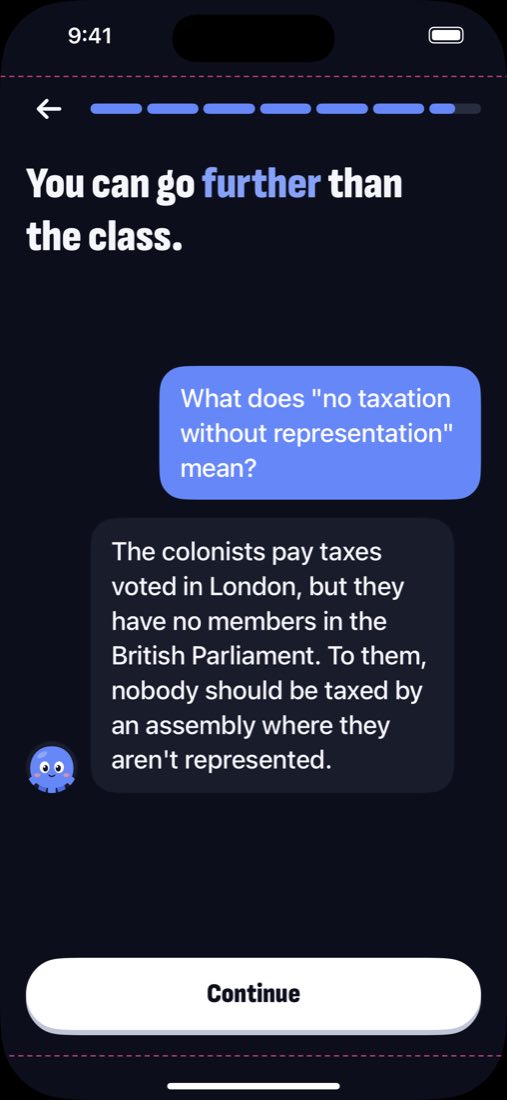 9:41
You can go further than
the class.
What does "no taxation
without representation"
mean?
The colonists pay taxes
voted in London, but they
have no members in the
British Parliament. To them,
nobody should be taxed by
an assembly where they
aren't represented.
Continue